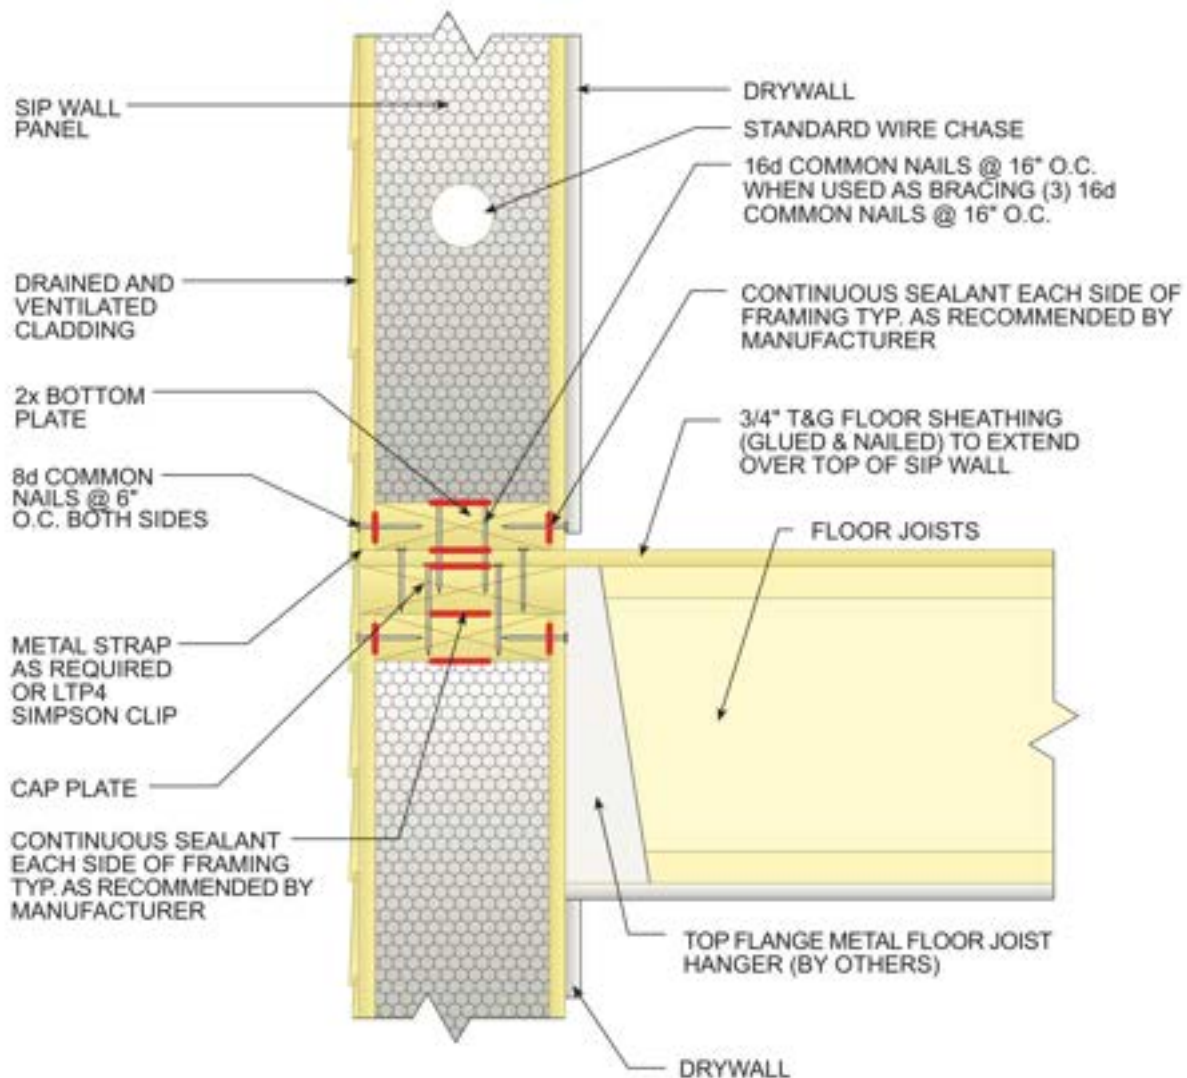 SIP WALL
PANEL
DRAINED AND
VENTILATED
CLADDING
2x BOTTOM
PLATE
8d COMMON
NAILS @ 6"
O.C. BOTH SIDES
METAL STRAP
AS REQUIRED
OR LTP4
SIMPSON CLIP
CAP PLATE
CONTINUOUS SEALANT
EACH SIDE OF FRAMING
TYP. AS RECOMMENDED BY
MANUFACTURER
DRYWALL
STANDARD WIRE CHASE
16d COMMON NAILS @ 16" O.C.
WHEN USED AS BRACING (3) 16d
COMMON NAILS @ 16" O.C.
CONTINUOUS SEALANT EACH SIDE OF
FRAMING TYP. AS RECOMMENDED BY
MANUFACTURER
3/4" T&G FLOOR SHEATHING
(GLUED & NAILED) TO EXTEND
OVER TOP OF SIP WALL
FLOOR JOISTS
TOP FLANGE METAL FLOOR JOIST
HANGER (BY OTHERS)
DRYWALL